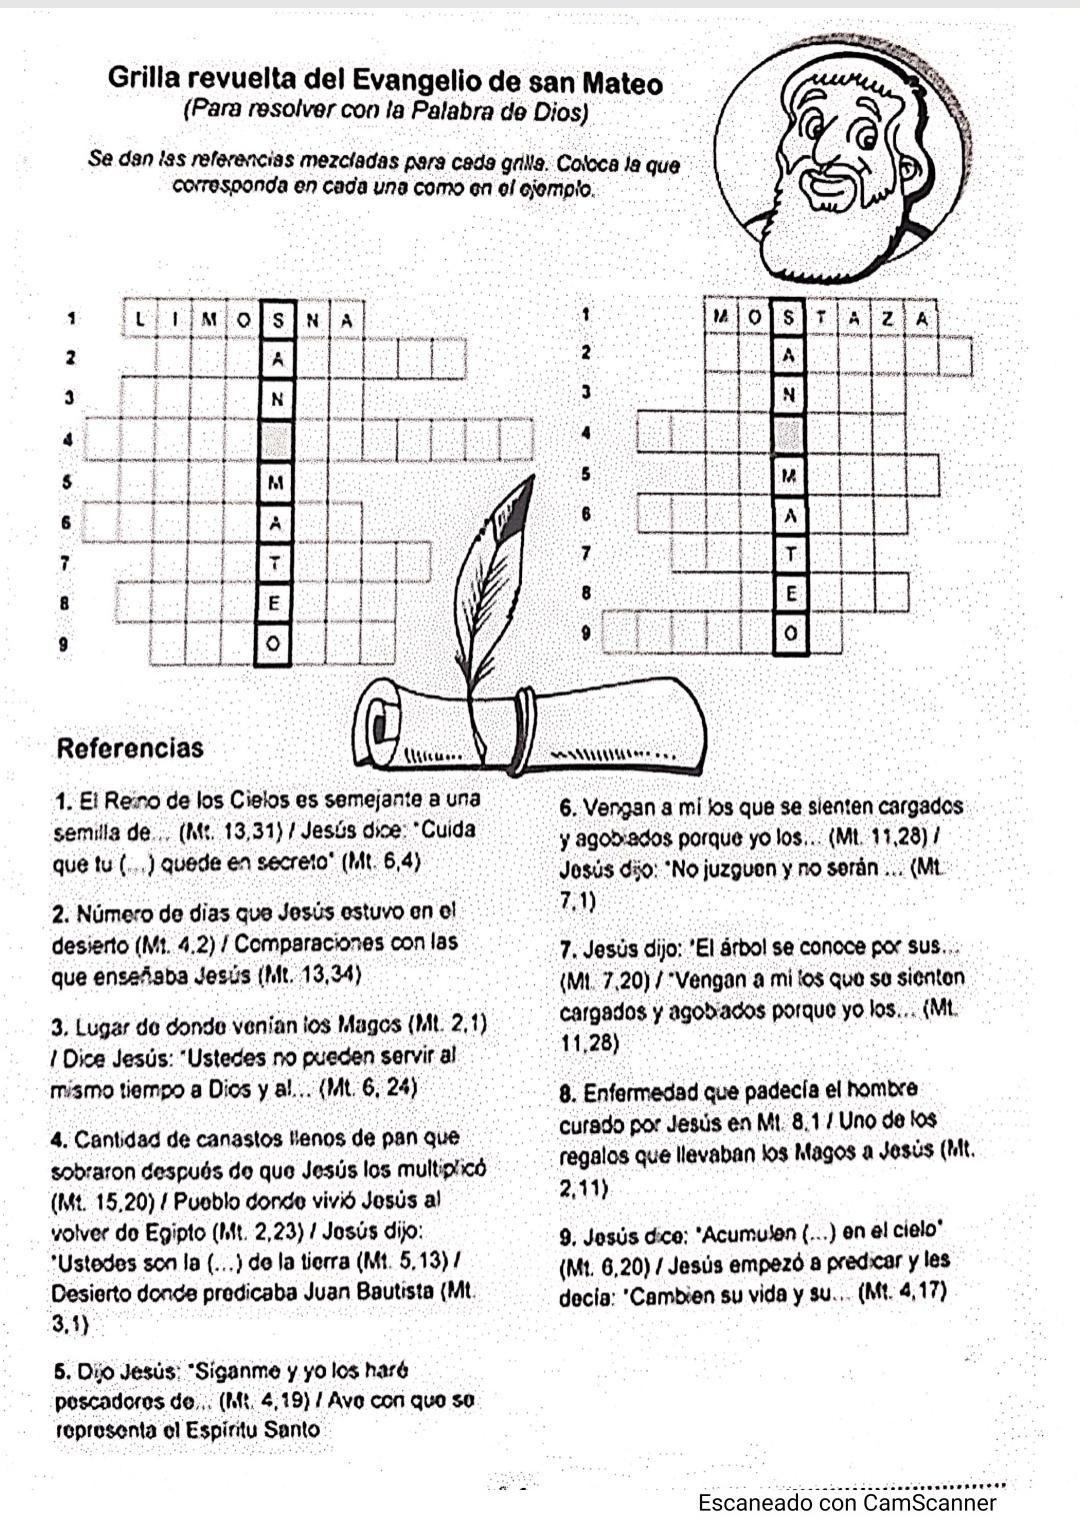 Grilla revuelta del Evangelio de san Mateo
(Para resolver con la Palabra de Dios)
Se dan las referencias mezcladas para cada grilla. Coloca la que
corresponda en cada una como en el ejemplo.
1 L I M O S N A
2 A
3 N
4
5 M
6 A
7 T
8 E
9 O
1 M O S T A Z A
2 A
3 N
4
5 M
6 A
7 T
8 E
9 O
Referencias
1. El Reino de los Cielos es semejante a una
semilla de... (Mt. 13,31) / Jesús dice: "Cuida
que tu (...) quede en secreto" (Mt. 6,4)
2. Número de días que Jesús estuvo en el
desierto (Mt. 4,2) / Comparaciones con las
que enseñaba Jesús (Mt. 13,34)
3. Lugar de donde venían los Magos (Mt. 2,1)
/ Dice Jesús: "Ustedes no pueden servir al
mismo tiempo a Dios y al... (Mt. 6, 24)
4. Cantidad de canastos llenos de pan que
sobraron después de que Jesús los multiplicó
(Mt. 15,20) / Pueblo donde vivió Jesús al
volver de Egipto (Mt. 2,23) / Jesús dijo:
"Ustedes son la (...) de la tierra (Mt. 5,13) /
Desierto donde predicaba Juan Bautista (Mt.
3,1)
5. Dijo Jesús: "Síganme y yo los haré
pescadores de... (Mt. 4,19) / Ave con que se
representa el Espíritu Santo
6. Vengan a mí los que se sienten cargados
y agobiados porque yo los... (Mt. 11,28) /
Jesús dijo: "No juzguen y no serán ... (Mt.
7,1)
7. Jesús dijo: "El árbol se conoce por sus...
(Mt. 7,20) / "Vengan a mi los que se sienten
cargados y agobiados porque yo los... (Mt.
11,28)
8. Enfermedad que padecía el hombre
curado por Jesús en Mt. 8,1 / Uno de los
regalos que llevaban los Magos a Jesús (Mt.
2,11)
9. Jesús dice: "Acumulen (...) en el cielo"
(Mt. 6,20) / Jesús empezó a predicar y les
decía: "Cambien su vida y su... (Mt. 4,17)
Escaneado con CamScanner